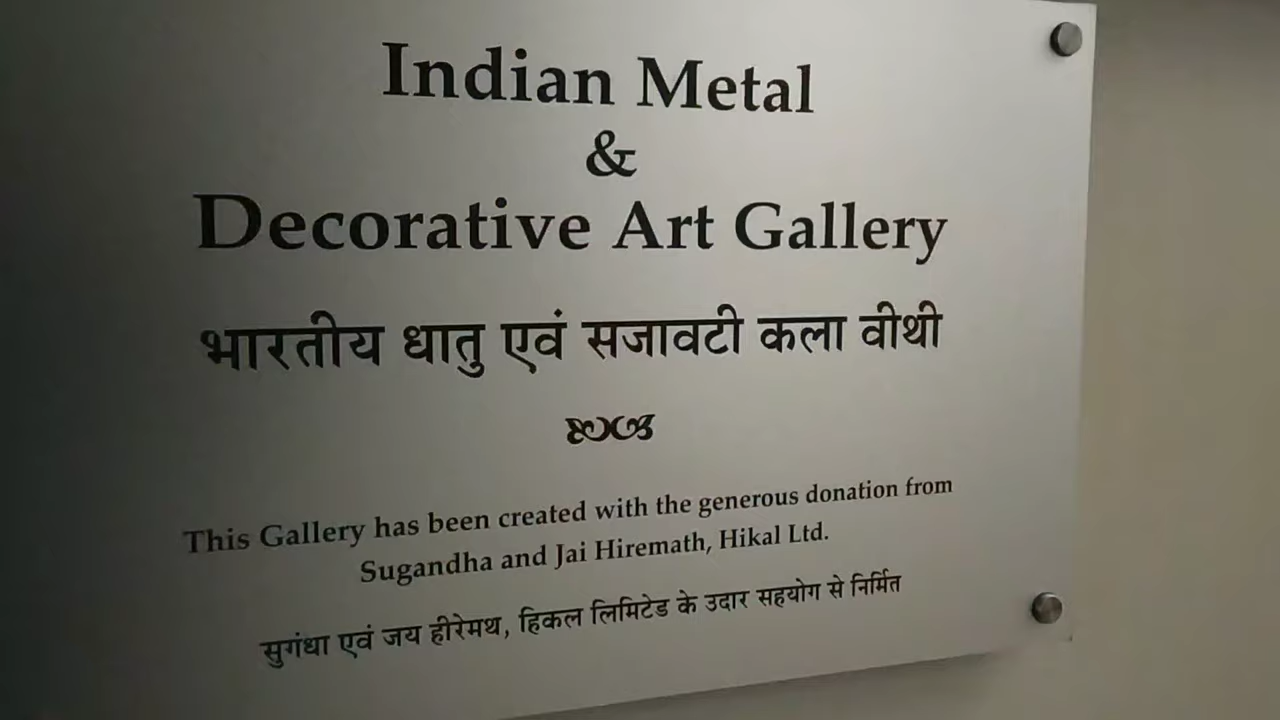 Indian Metal
&
Decorative Art Gallery
भारतीय धातु एवं सजावटी कला वीथी
This Gallery has been created with the generous donation from
Sugandha and Jai Hiremath, Hikal Ltd.
सुगंधा एवं जय हीरेमथ, हिकल लिमिटेड के उदार सहयोग से निर्मित